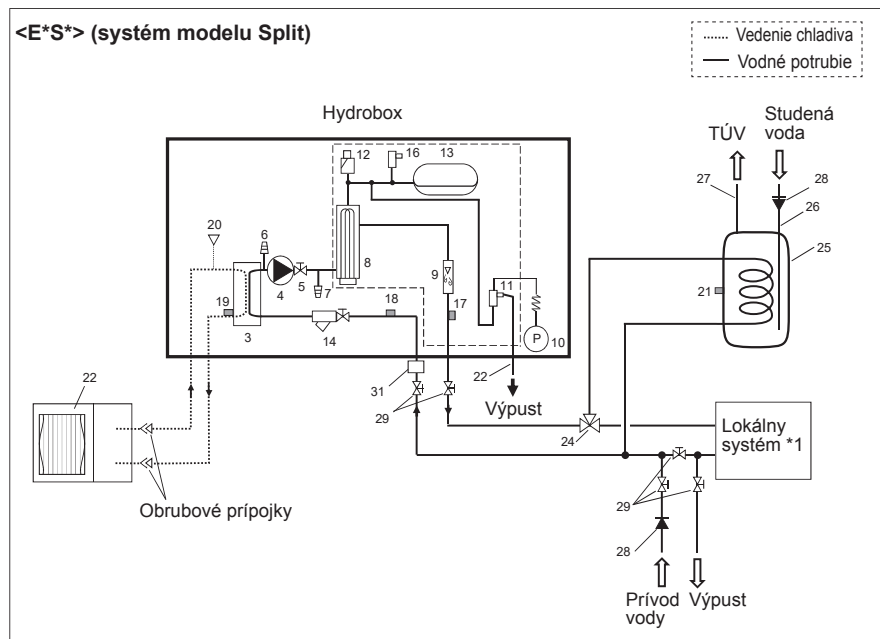 <E*S*> (systém modelu Split)
Vedenie chladiva
Vodné potrubie
Hydrobox
TÚV
Studená
voda
12
16
13
27
28
26
20
6
25
8
9
11
21
19
4
5
7
17
18
3
14
10
P
22
31
22
29
Výpust
24
Lokálny
systém *1
Obrubové prípojky
29
28
Prívod
vody
Výpust